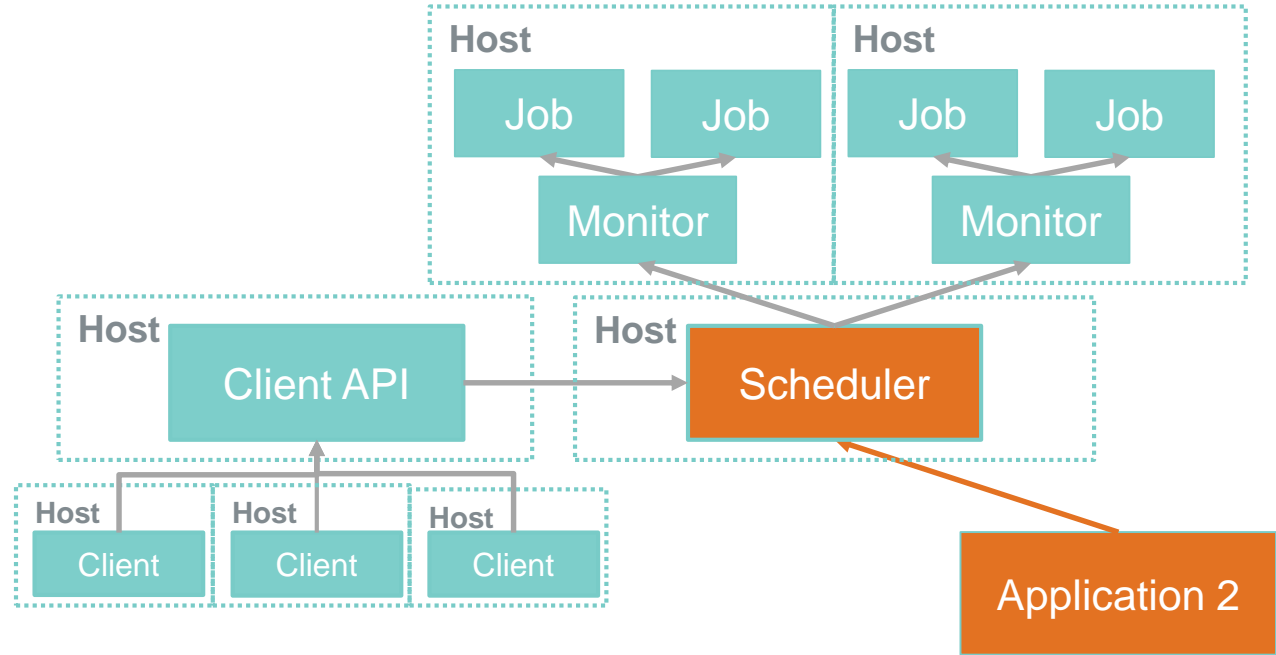 Host
Host
Job
Job
Job
Job
Monitor
Monitor
Host
Host
Client API
Scheduler
Host
Host
Host
Client
Client
Client
Application 2